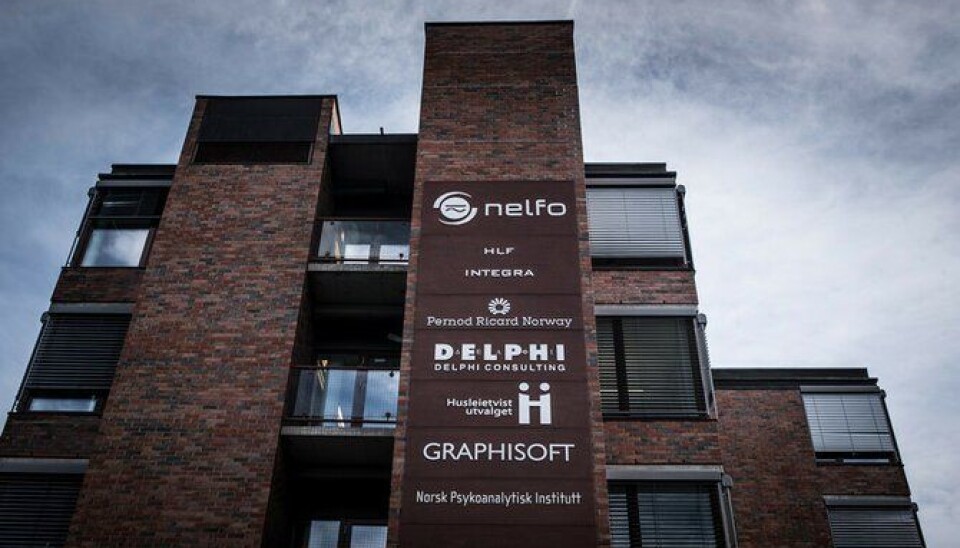 nelfo
HLF
INTEGRA
Pernod Ricard Norway
DELPHI
DELPHI CONSULTING
Husleietvist
utvalget
GRAPHISOFT
Norsk Psykoanalytisk Institutt